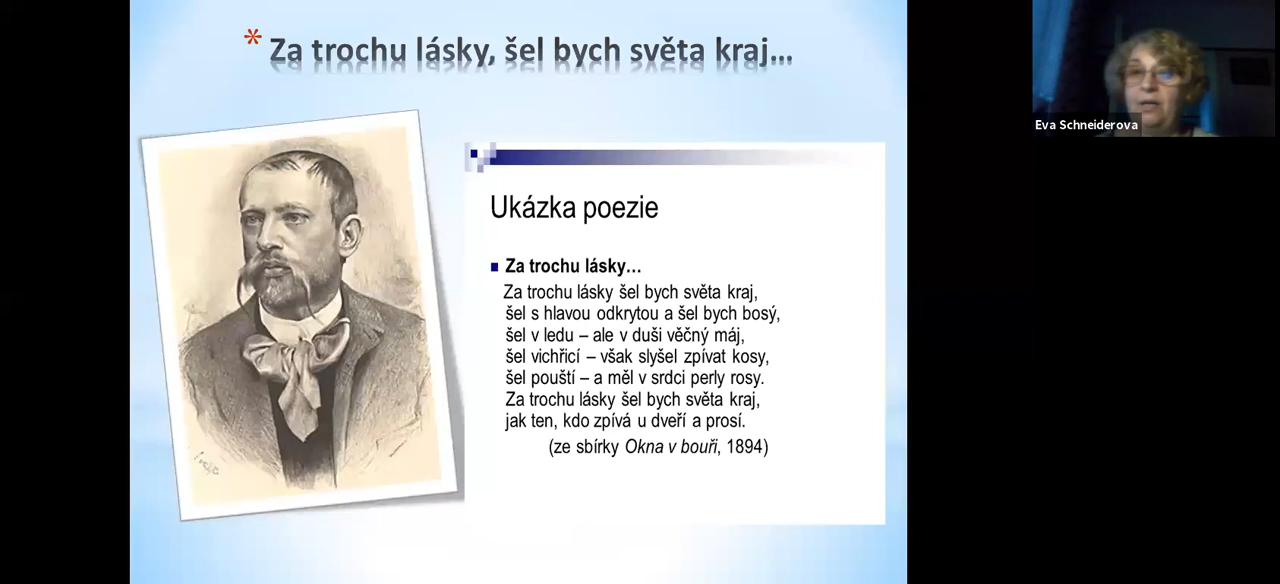 * Za trochu lásky, šel bych světa kraj...
Eva Schneiderova
Ukázka poezie
Za trochu lásky…
Za trochu lásky šel bych světa kraj,
šel s hlavou odkrytou a šel bych bosý,
šel v ledu – ale v duši věčný máj,
šel vichřicí – však slyšel zpívat kosy,
šel pouští – a měl v srdci perly rosy.
Za trochu lásky šel bych světa kraj,
jak ten, kdo zpívá u dveří a prosí.
(ze sbírky Okna v bouři, 1894)